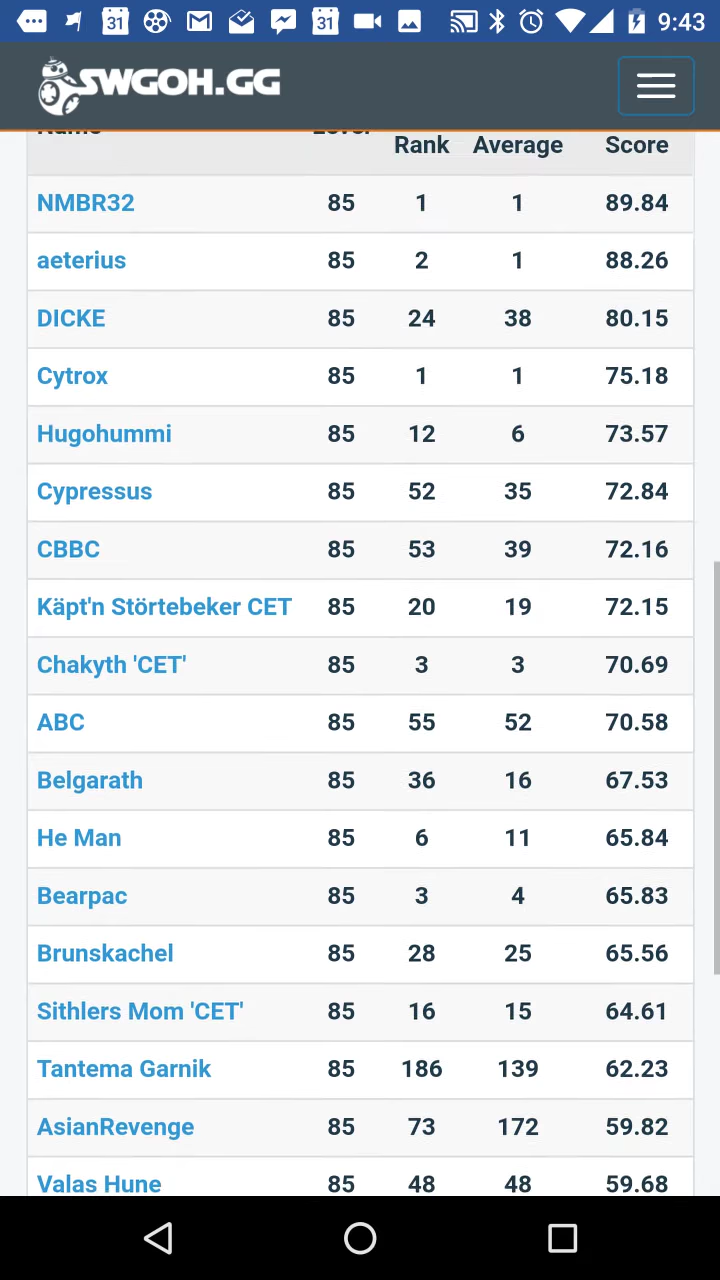 31 31 9:43
SWGOH.GG
Name Level Rank Average Score
NMBR32 85 1 1 89.84
aeterius 85 2 1 88.26
DICKE 85 24 38 80.15
Cytrox 85 1 1 75.18
Hugohummi 85 12 6 73.57
Cypressus 85 52 35 72.84
CBBC 85 53 39 72.16
Käpt'n Störtebeker CET 85 20 19 72.15
Chakyth 'CET' 85 3 3 70.69
ABC 85 55 52 70.58
Belgarath 85 36 16 67.53
He Man 85 6 11 65.84
Bearpac 85 3 4 65.83
Brunskachel 85 28 25 65.56
Sithlers Mom 'CET' 85 16 15 64.61
Tantema Garnik 85 186 139 62.23
AsianRevenge 85 73 172 59.82
Valas Hune 85 48 48 59.68